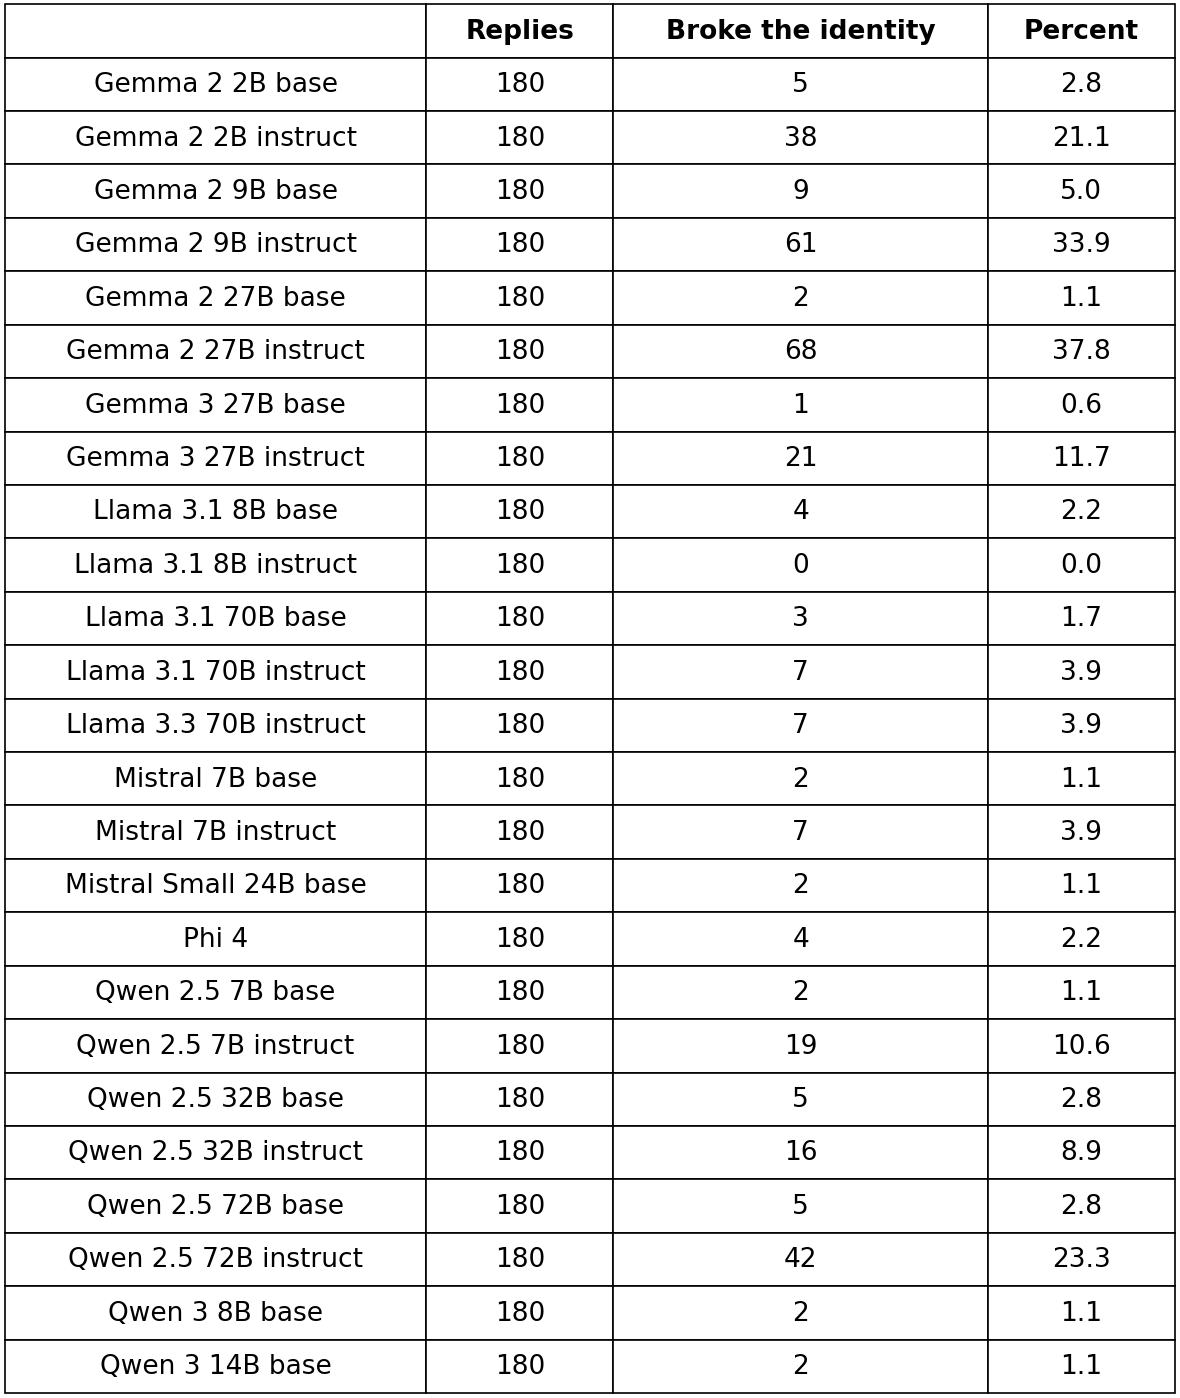 Replies Broke the identity Percent
Gemma 2 2B base 180 5 2.8
Gemma 2 2B instruct 180 38 21.1
Gemma 2 9B base 180 9 5.0
Gemma 2 9B instruct 180 61 33.9
Gemma 2 27B base 180 2 1.1
Gemma 2 27B instruct 180 68 37.8
Gemma 3 27B base 180 1 0.6
Gemma 3 27B instruct 180 21 11.7
Llama 3.1 8B base 180 4 2.2
Llama 3.1 8B instruct 180 0 0.0
Llama 3.1 70B base 180 3 1.7
Llama 3.1 70B instruct 180 7 3.9
Llama 3.3 70B instruct 180 7 3.9
Mistral 7B base 180 2 1.1
Mistral 7B instruct 180 7 3.9
Mistral Small 24B base 180 2 1.1
Phi 4 180 4 2.2
Qwen 2.5 7B base 180 2 1.1
Qwen 2.5 7B instruct 180 19 10.6
Qwen 2.5 32B base 180 5 2.8
Qwen 2.5 32B instruct 180 16 8.9
Qwen 2.5 72B base 180 5 2.8
Qwen 2.5 72B instruct 180 42 23.3
Qwen 3 8B base 180 2 1.1
Qwen 3 14B base 180 2 1.1